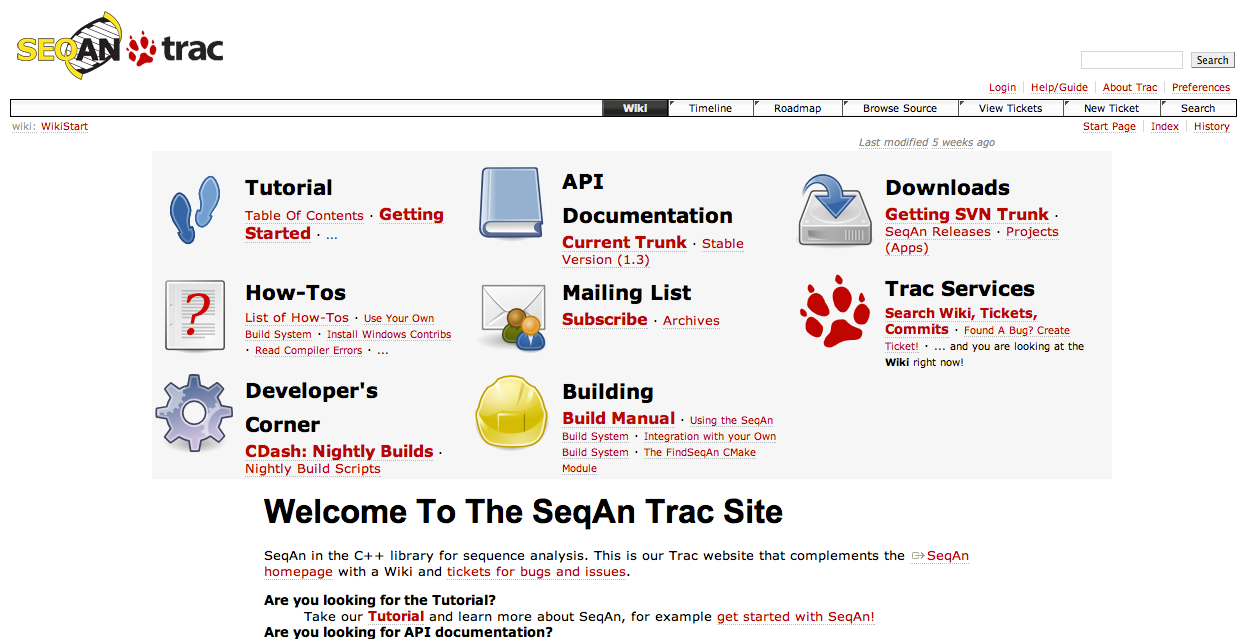 SEQAN trac
Search
Login Help/Guide About Trac Preferences
Wiki Timeline Roadmap Browse Source View Tickets New Ticket Search
wiki: WikiStart
Start Page Index History
Last modified 5 weeks ago
Tutorial
Table Of Contents · Getting
Started · ...
API
Documentation
Current Trunk · Stable
Version (1.3)
Downloads
Getting SVN Trunk ·
SeqAn Releases · Projects
(Apps)
?
How-Tos
List of How-Tos · Use Your Own
Build System · Install Windows Contribs
· Read Compiler Errors · ...
Mailing List
Subscribe · Archives
Trac Services
Search Wiki, Tickets,
Commits · Found A Bug? Create
Ticket! · ... and you are looking at the
Wiki right now!
Developer's
Corner
CDash: Nightly Builds ·
Nightly Build Scripts
Building
Build Manual · Using the SeqAn
Build System · Integration with your Own
Build System · The FindSeqAn CMake
Module
Welcome To The SeqAn Trac Site
SeqAn in the C++ library for sequence analysis. This is our Trac website that complements the SeqAn
homepage with a Wiki and tickets for bugs and issues.
Are you looking for the Tutorial?
Take our Tutorial and learn more about SeqAn, for example get started with SeqAn!
Are you looking for API documentation?